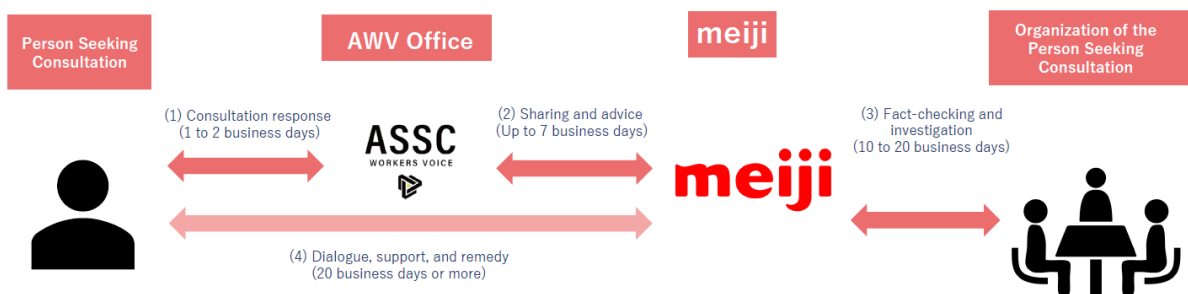 Person Seeking
Consultation
AWV Office
meiji
Organization of the
Person Seeking
Consultation
(1) Consultation response
(1 to 2 business days)
ASSC
WORKERS VOICE
(2) Sharing and advice
(Up to 7 business days)
meiji
(3) Fact-checking and
investigation
(10 to 20 business days)
(4) Dialogue, support, and remedy
(20 business days or more)